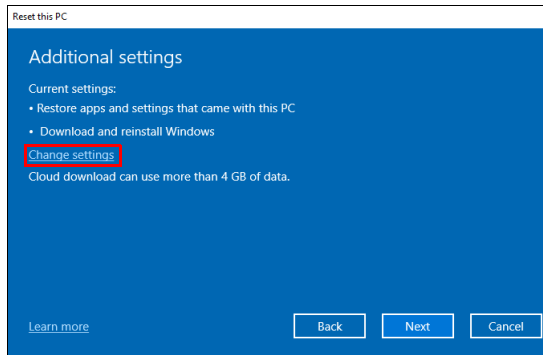 Reset this PC
Additional settings
Current settings:
• Restore apps and settings that came with this PC
• Download and reinstall Windows
Change settings
Cloud download can use more than 4 GB of data.
Learn more
Back
Next
Cancel